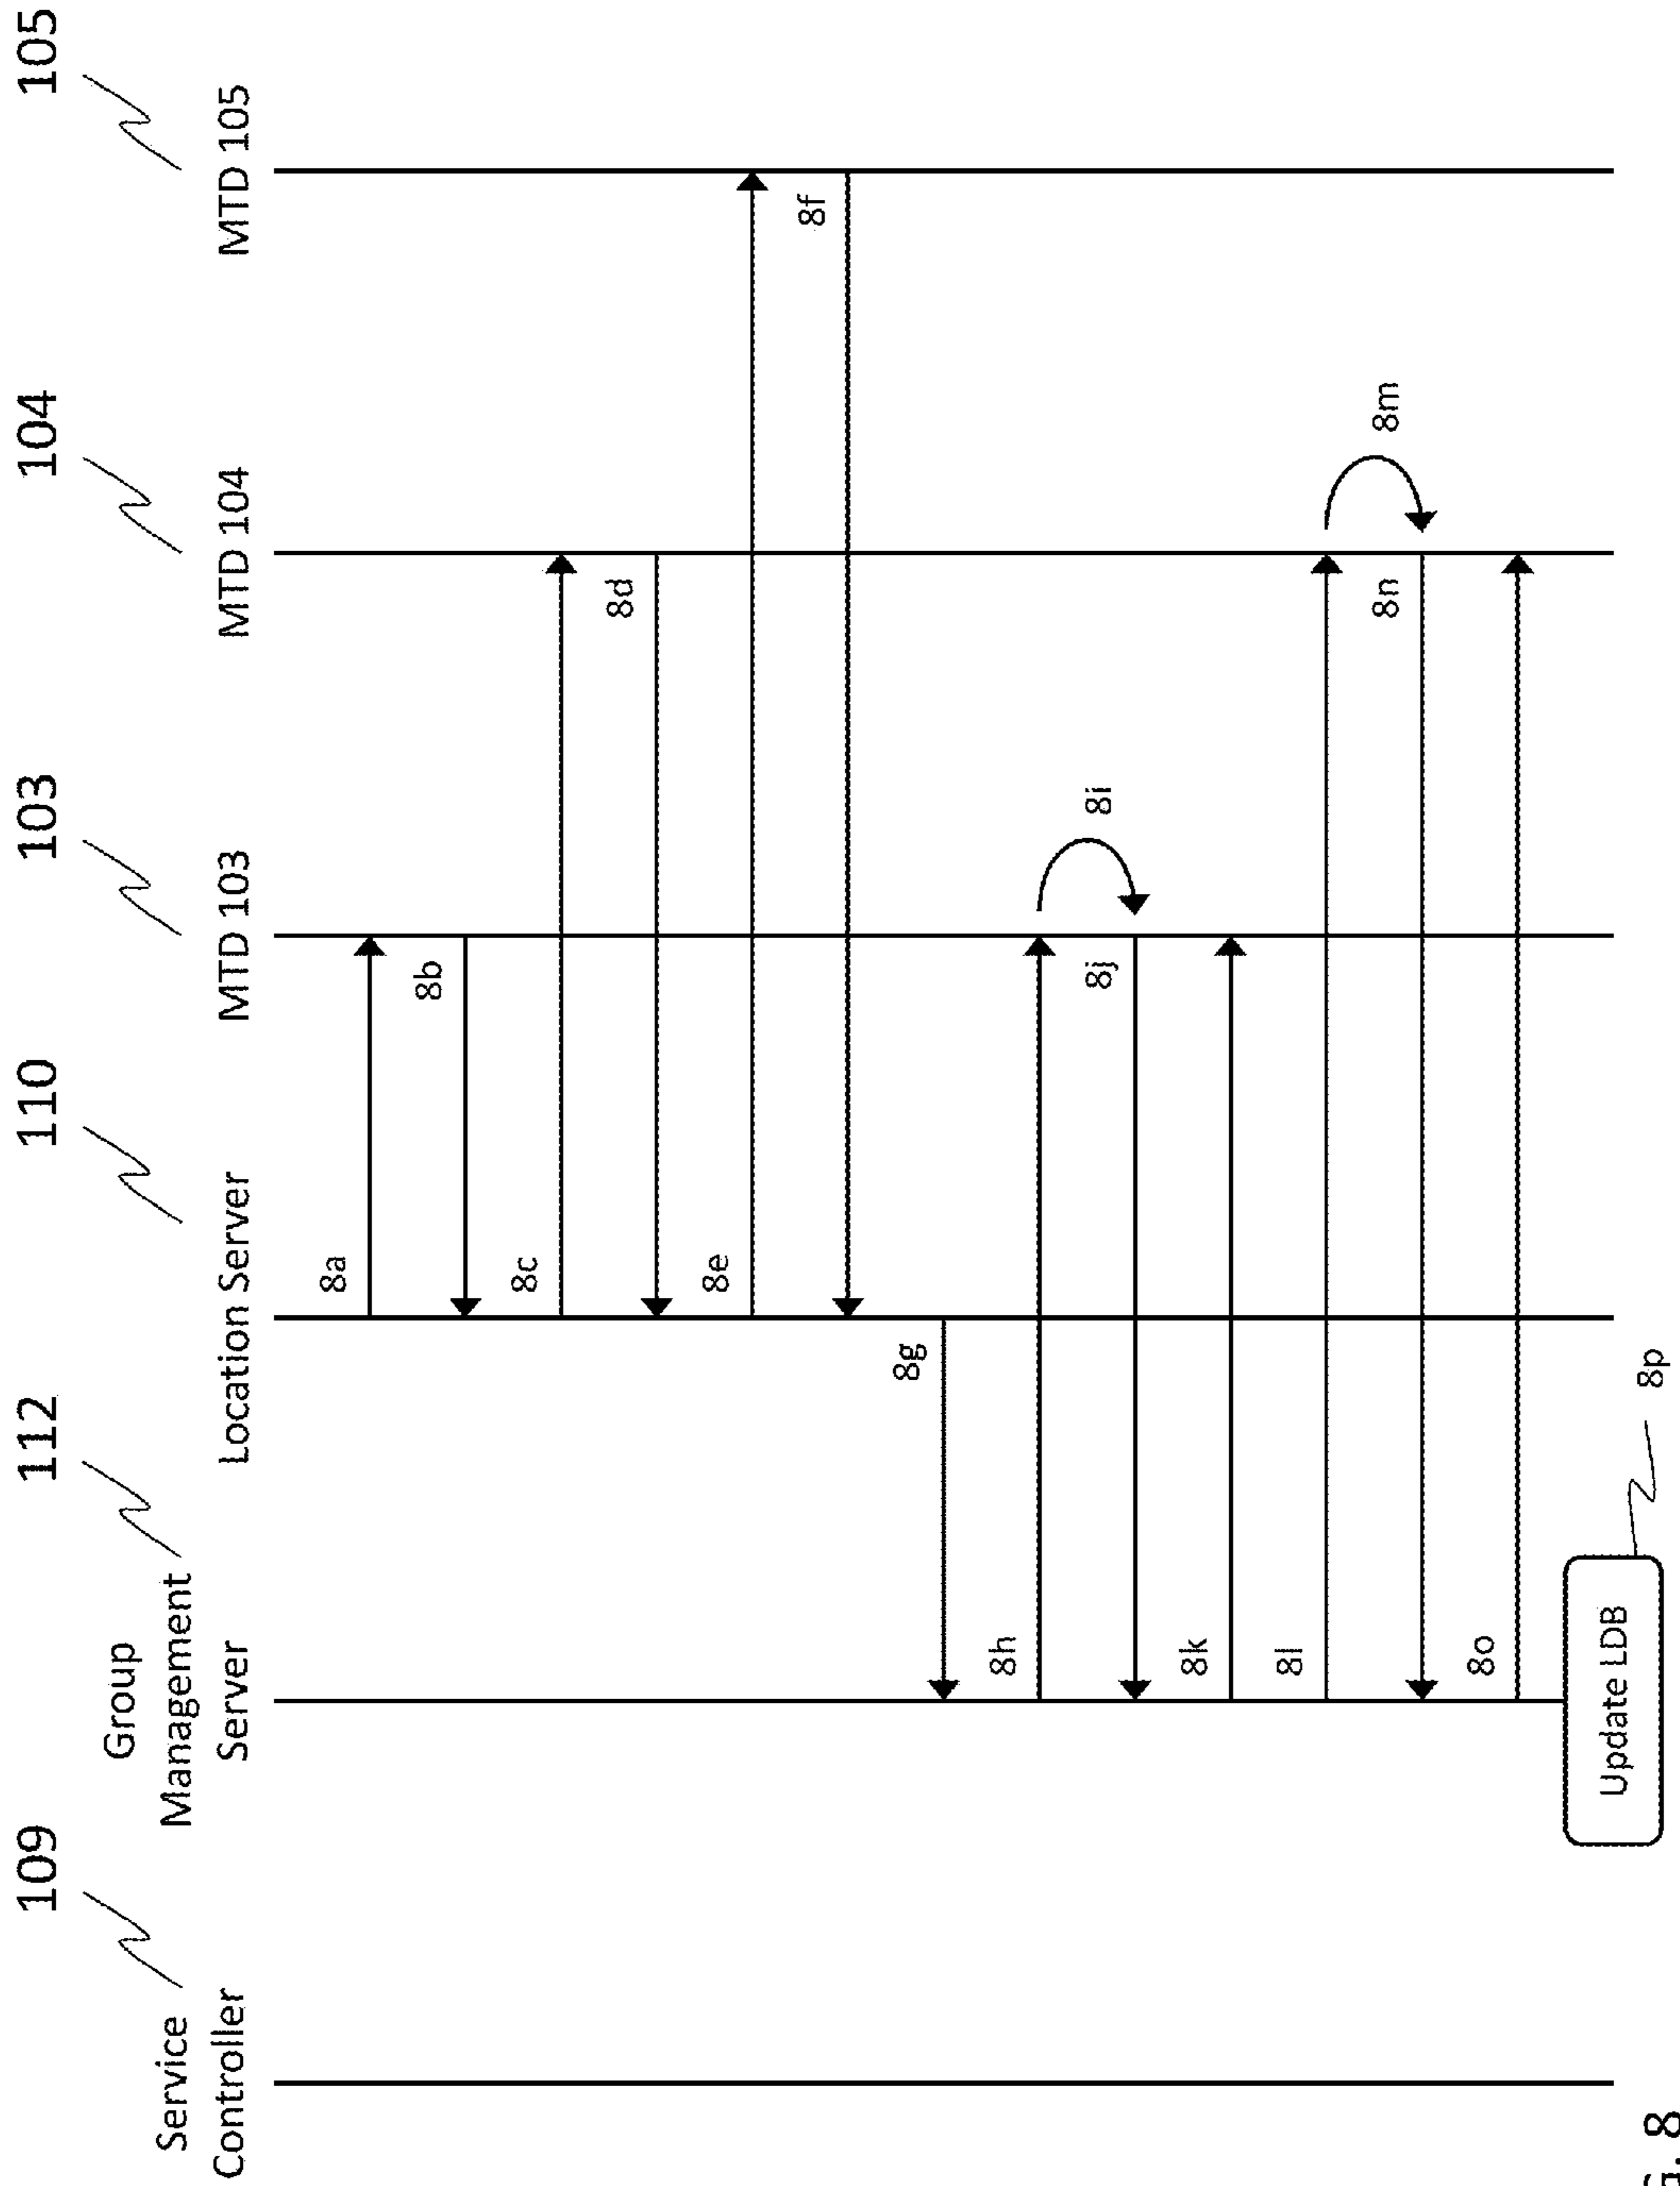 109
112
110
103
104
105
Service
Controller
Group
Management
Server
Location Server
MTD 103
MTD 104
MTD 105
8a
8b
8c
8d
8e
8f
8g
8h
8i
8j
8k
8l
8m
8n
8o
Update LDB
8p
8